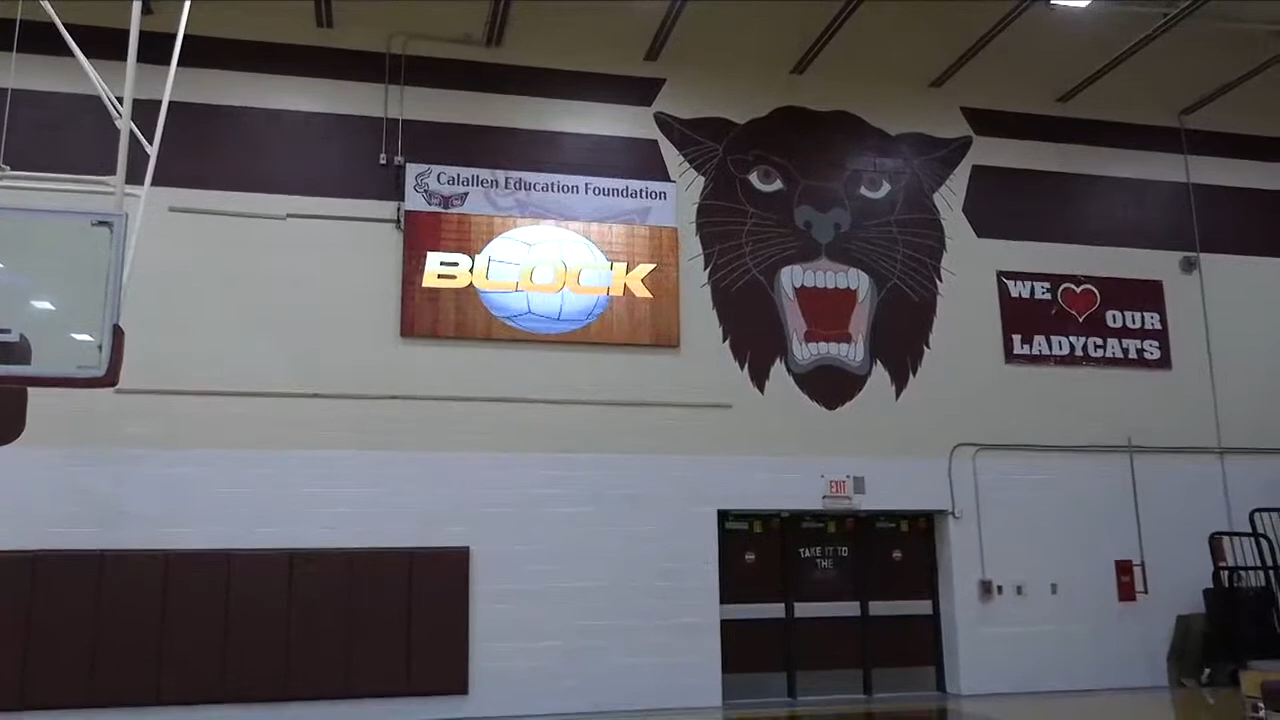 Calallen Education Foundation
BLOCK
WE
OUR
LADYCATS
EXIT
TAKE IT TO
THE